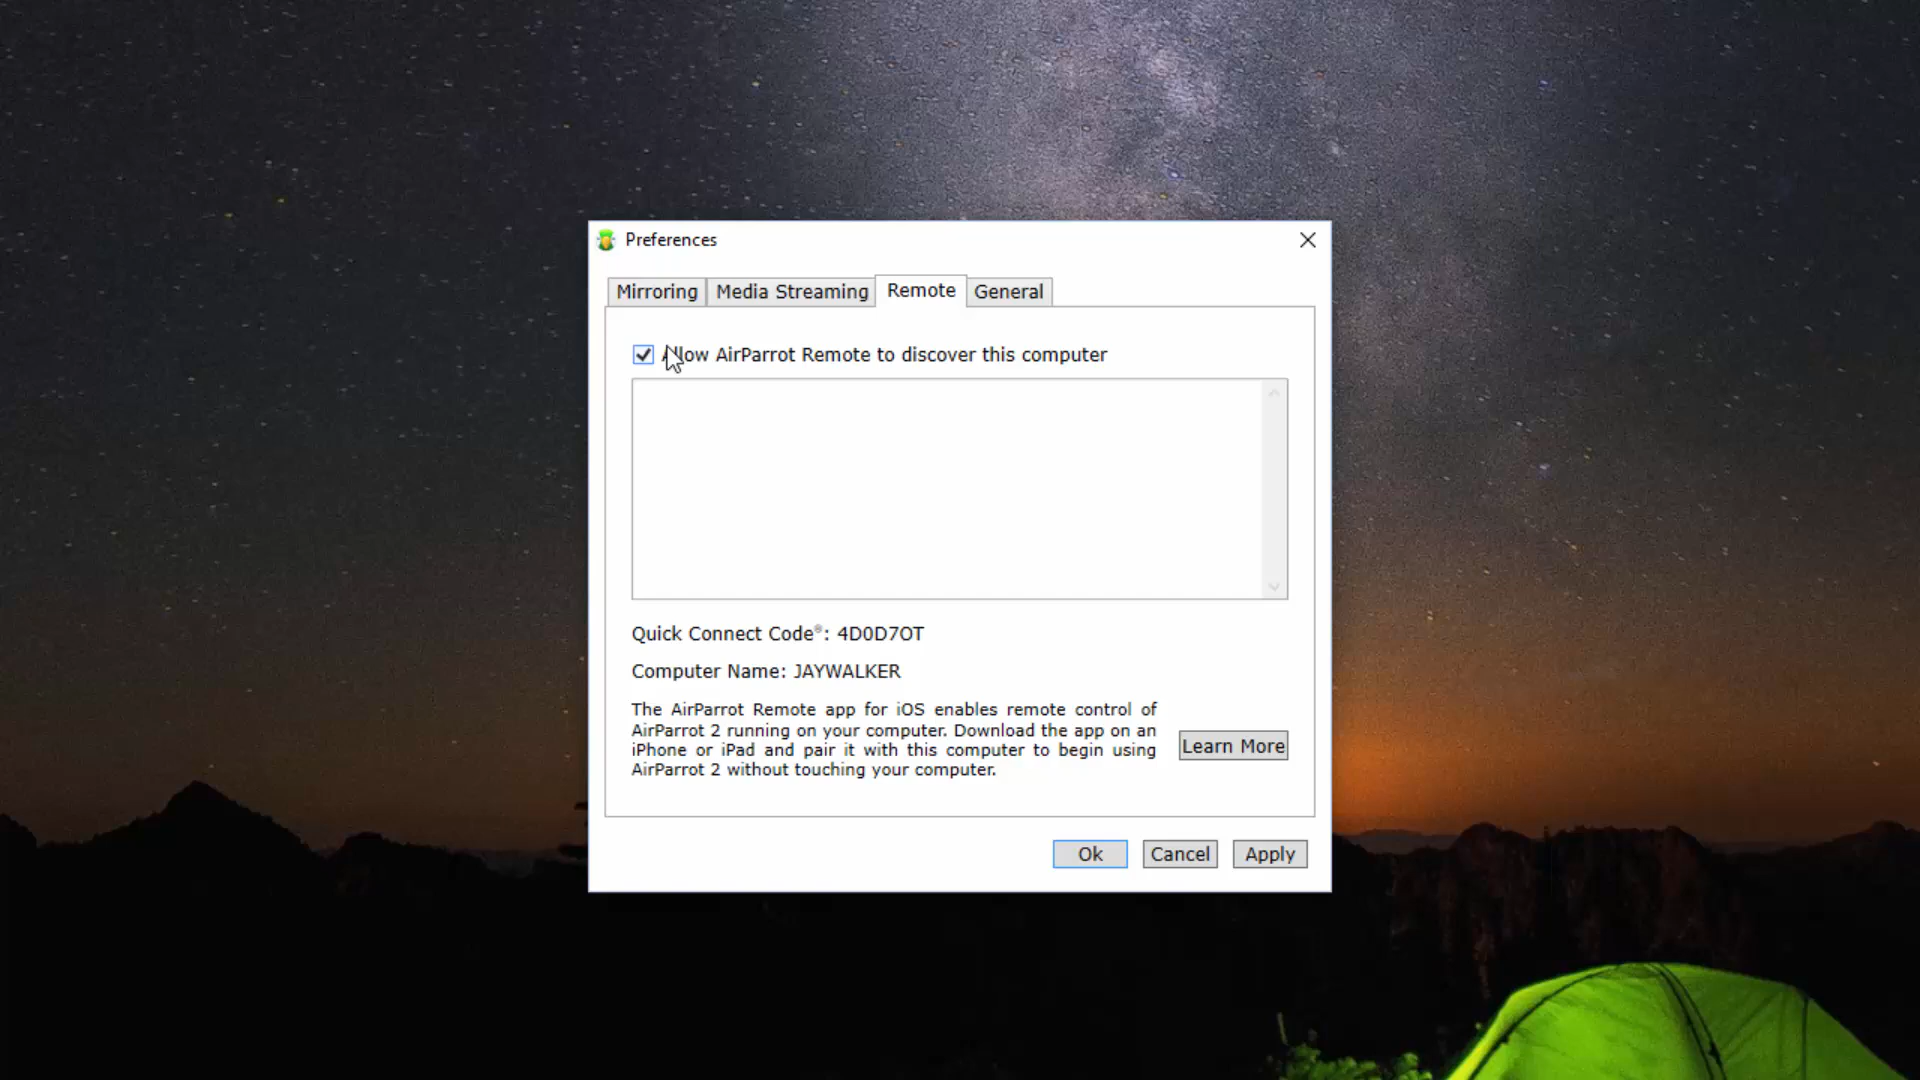 Preferences
Mirroring
Media Streaming
Remote
General
Allow AirParrot Remote to discover this computer
Quick Connect Code®: 4D0D7OT
Computer Name: JAYWALKER
The AirParrot Remote app for iOS enables remote control of
AirParrot 2 running on your computer. Download the app on an
iPhone or iPad and pair it with this computer to begin using
AirParrot 2 without touching your computer.
Learn More
Ok
Cancel
Apply